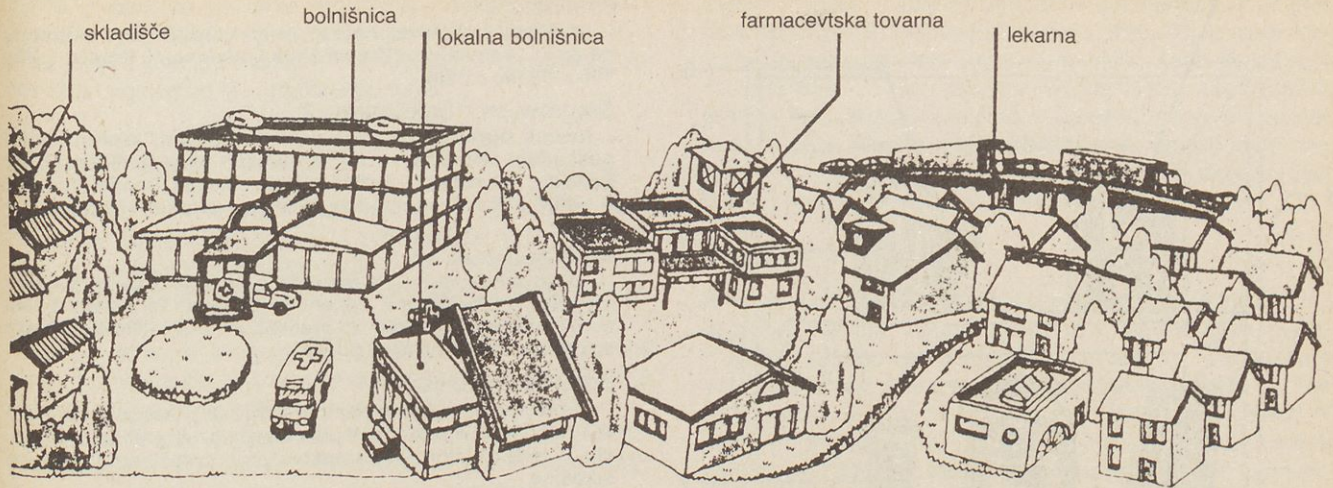 skladišče
bolnišnica
lokalna bolnišnica
farmacevtska tovarna
lekarna